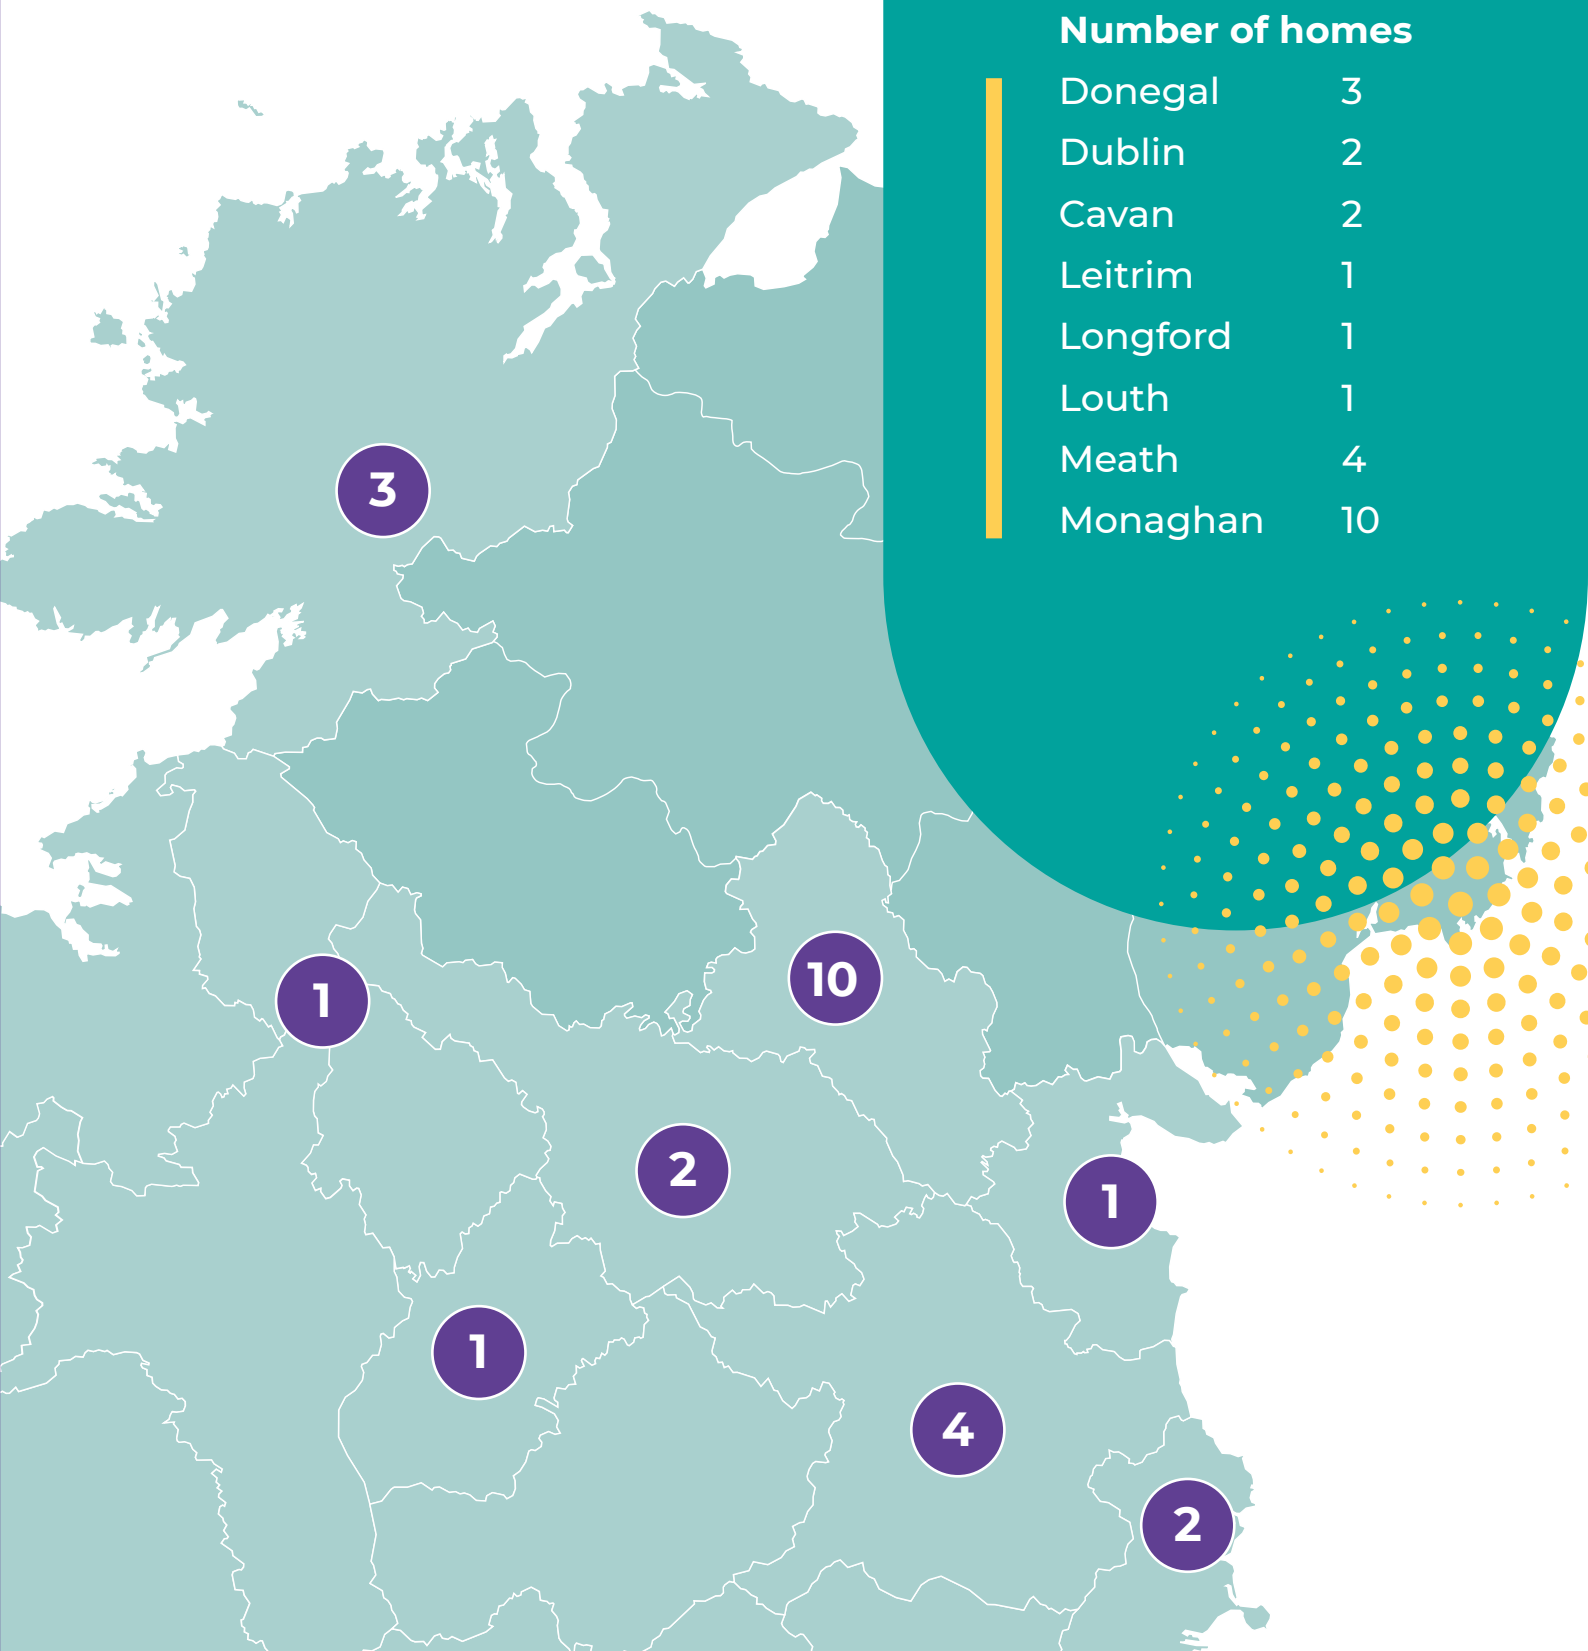 Number of homes
Donegal 3
Dublin 2
Cavan 2
Leitrim 1
Longford 1
Louth 1
Meath 4
Monaghan 10
3
10
1
2
1
1
4
2